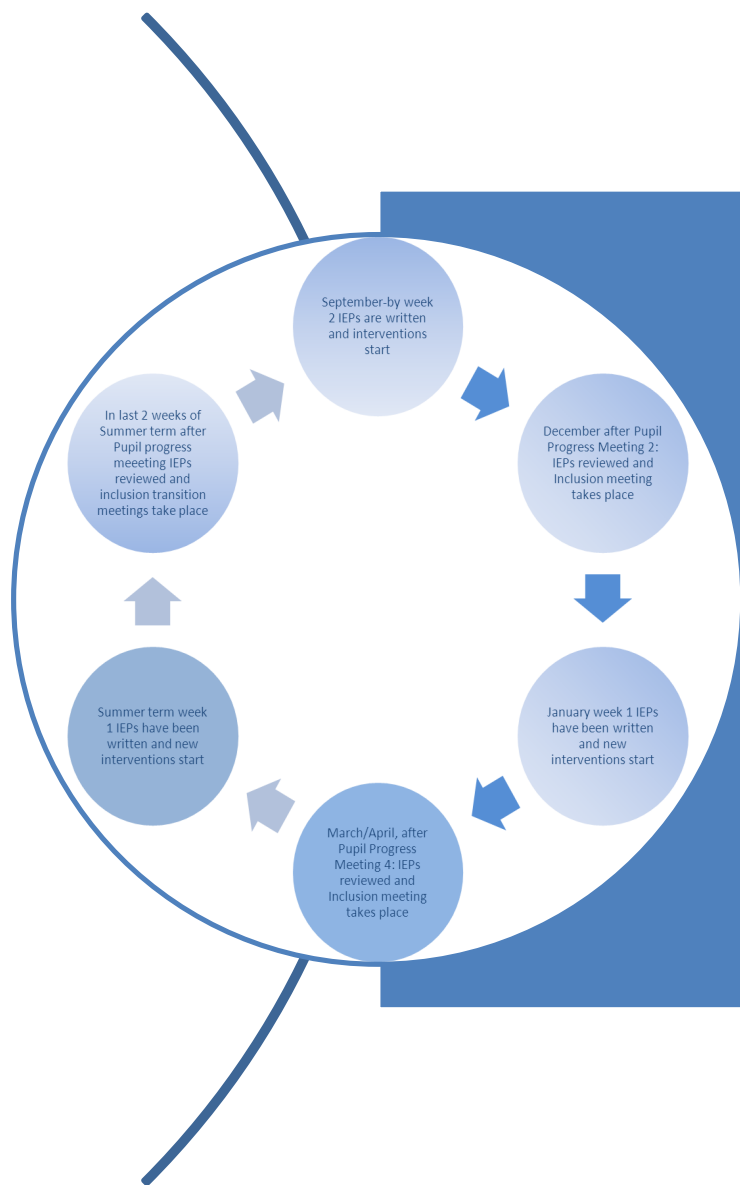 September-by week
2 IEPs are written
and interventions
start
December after Pupil
Progress Meeting 2:
IEPs reviewed and
Inclusion meeting
takes place
January week 1 IEPs
have been written
and new
interventions start
March/April, after
Pupil Progress
Meeting 4: IEPs
reviewed and
Inclusion meeting
takes place
Summer term week
1 IEPs have been
written and new
interventions start
In last 2 weeks of
Summer term after
Pupil progress
meeeting IEPs
reviewed and
inclusion transition
meetings take place